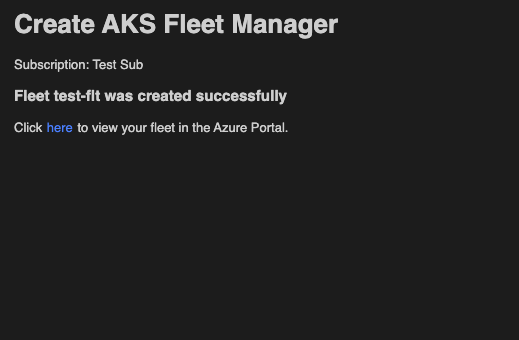 Create AKS Fleet Manager
Subscription: Test Sub
Fleet test-flt was created successfully
Click here to view your fleet in the Azure Portal.